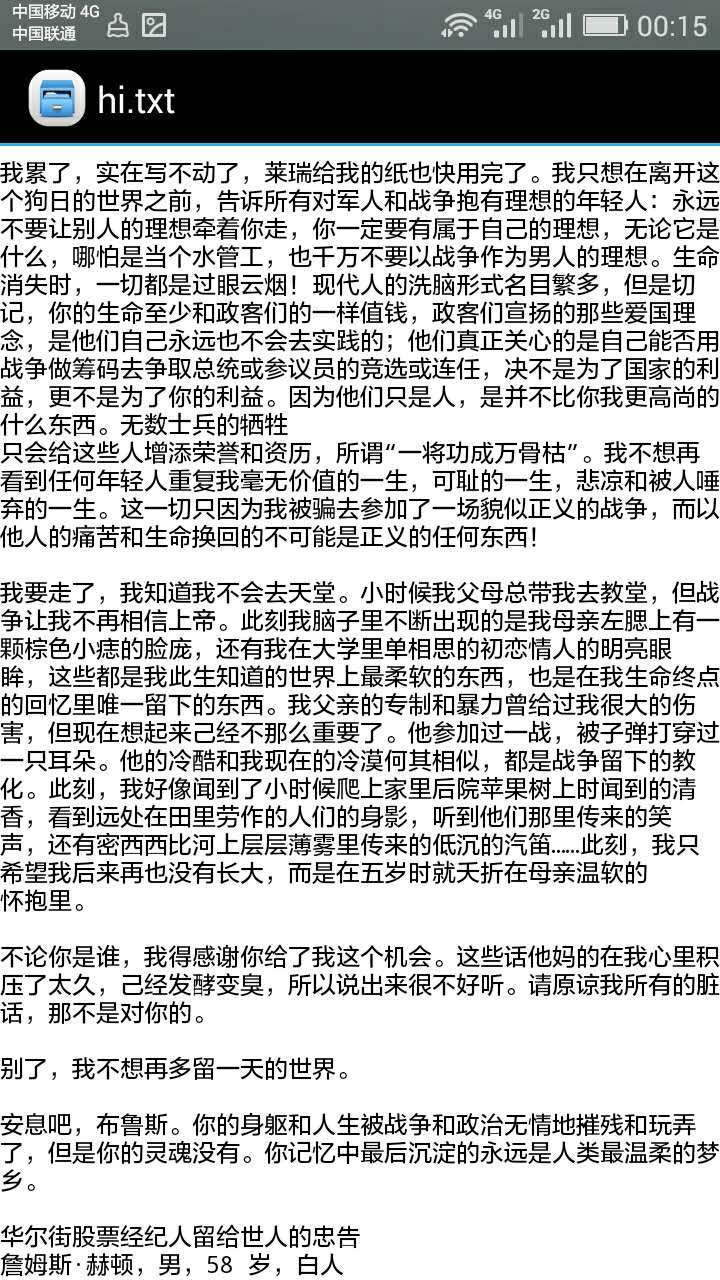 中国移动 4G
中国联通
4G
2G
00:15
hi.txt
我累了，实在写不动了，莱瑞给我的纸也快用完了。我只想在离开这
个狗日的世界之前，告诉所有对军人和战争抱有理想的年轻人：永远
不要让别人的理想牵着你走，你一定要有属于自己的理想，无论它是
什么，哪怕是当个水管工，也千万不要以战争作为男人的理想。生命
消失时，一切都是过眼云烟！现代人的洗脑形式名目繁多，但是切
记，你的生命至少和政客们的一样值钱，政客们宣扬的那些爱国理
念，是他们自己永远也不会去实践的；他们真正关心的是自己能否用
战争做筹码去争取总统或参议员的竞选或连任，决不是为了国家的利
益，更不是为了你的利益。因为他们只是人，是并不比你我更高尚的
什么东西。无数士兵的牺牲
只会给这些人增添荣誉和资历，所谓“一将功成万骨枯”。我不想再
看到任何年轻人重复我毫无价值的一生，可耻的一生，悲凉和被人唾
弃的一生。这一切只因为我被骗去参加了一场貌似正义的战争，而以
他人的痛苦和生命换回的不可能是正义的任何东西！
我要走了，我知道我不会去天堂。小时候我父母总带我去教堂，但战
争让我不再相信上帝。此刻我脑子里不断出现的是我母亲左腮上有一
颗棕色小痣的脸庞，还有我在大学里单相思的初恋情人的明亮眼
眸，这些都是我此生知道的世界上最柔软的东西，也是在我生命终点
的回忆里唯一留下的东西。我父亲的专制和暴力曾给过我很大的伤
害，但现在想起来己经不那么重要了。他参加过一战，被子弹打穿过
一只耳朵。他的冷酷和我现在的冷漠何其相似，都是战争留下的教
化。此刻，我好像闻到了小时候爬上家里后院苹果树上时闻到的清
香，看到远处在田里劳作的人们的身影，听到他们那里传来的笑
声，还有密西西比河上层层薄雾里传来的低沉的汽笛……此刻，我只
希望我后来再也没有长大，而是在五岁时就夭折在母亲温软的
怀抱里。
不论你是谁，我得感谢你给了我这个机会。这些话他妈的在我心里积
压了太久，己经发酵变臭，所以说出来很不好听。请原谅我所有的脏
话，那不是对你的。
别了，我不想再多留一天的世界。
安息吧，布鲁斯。你的身躯和人生被战争和政治无情地摧残和玩弄
了，但是你的灵魂没有。你记忆中最后沉淀的永远是人类最温柔的梦
乡。
华尔街股票经纪人留给世人的忠告
詹姆斯·赫顿，男，58 岁，白人